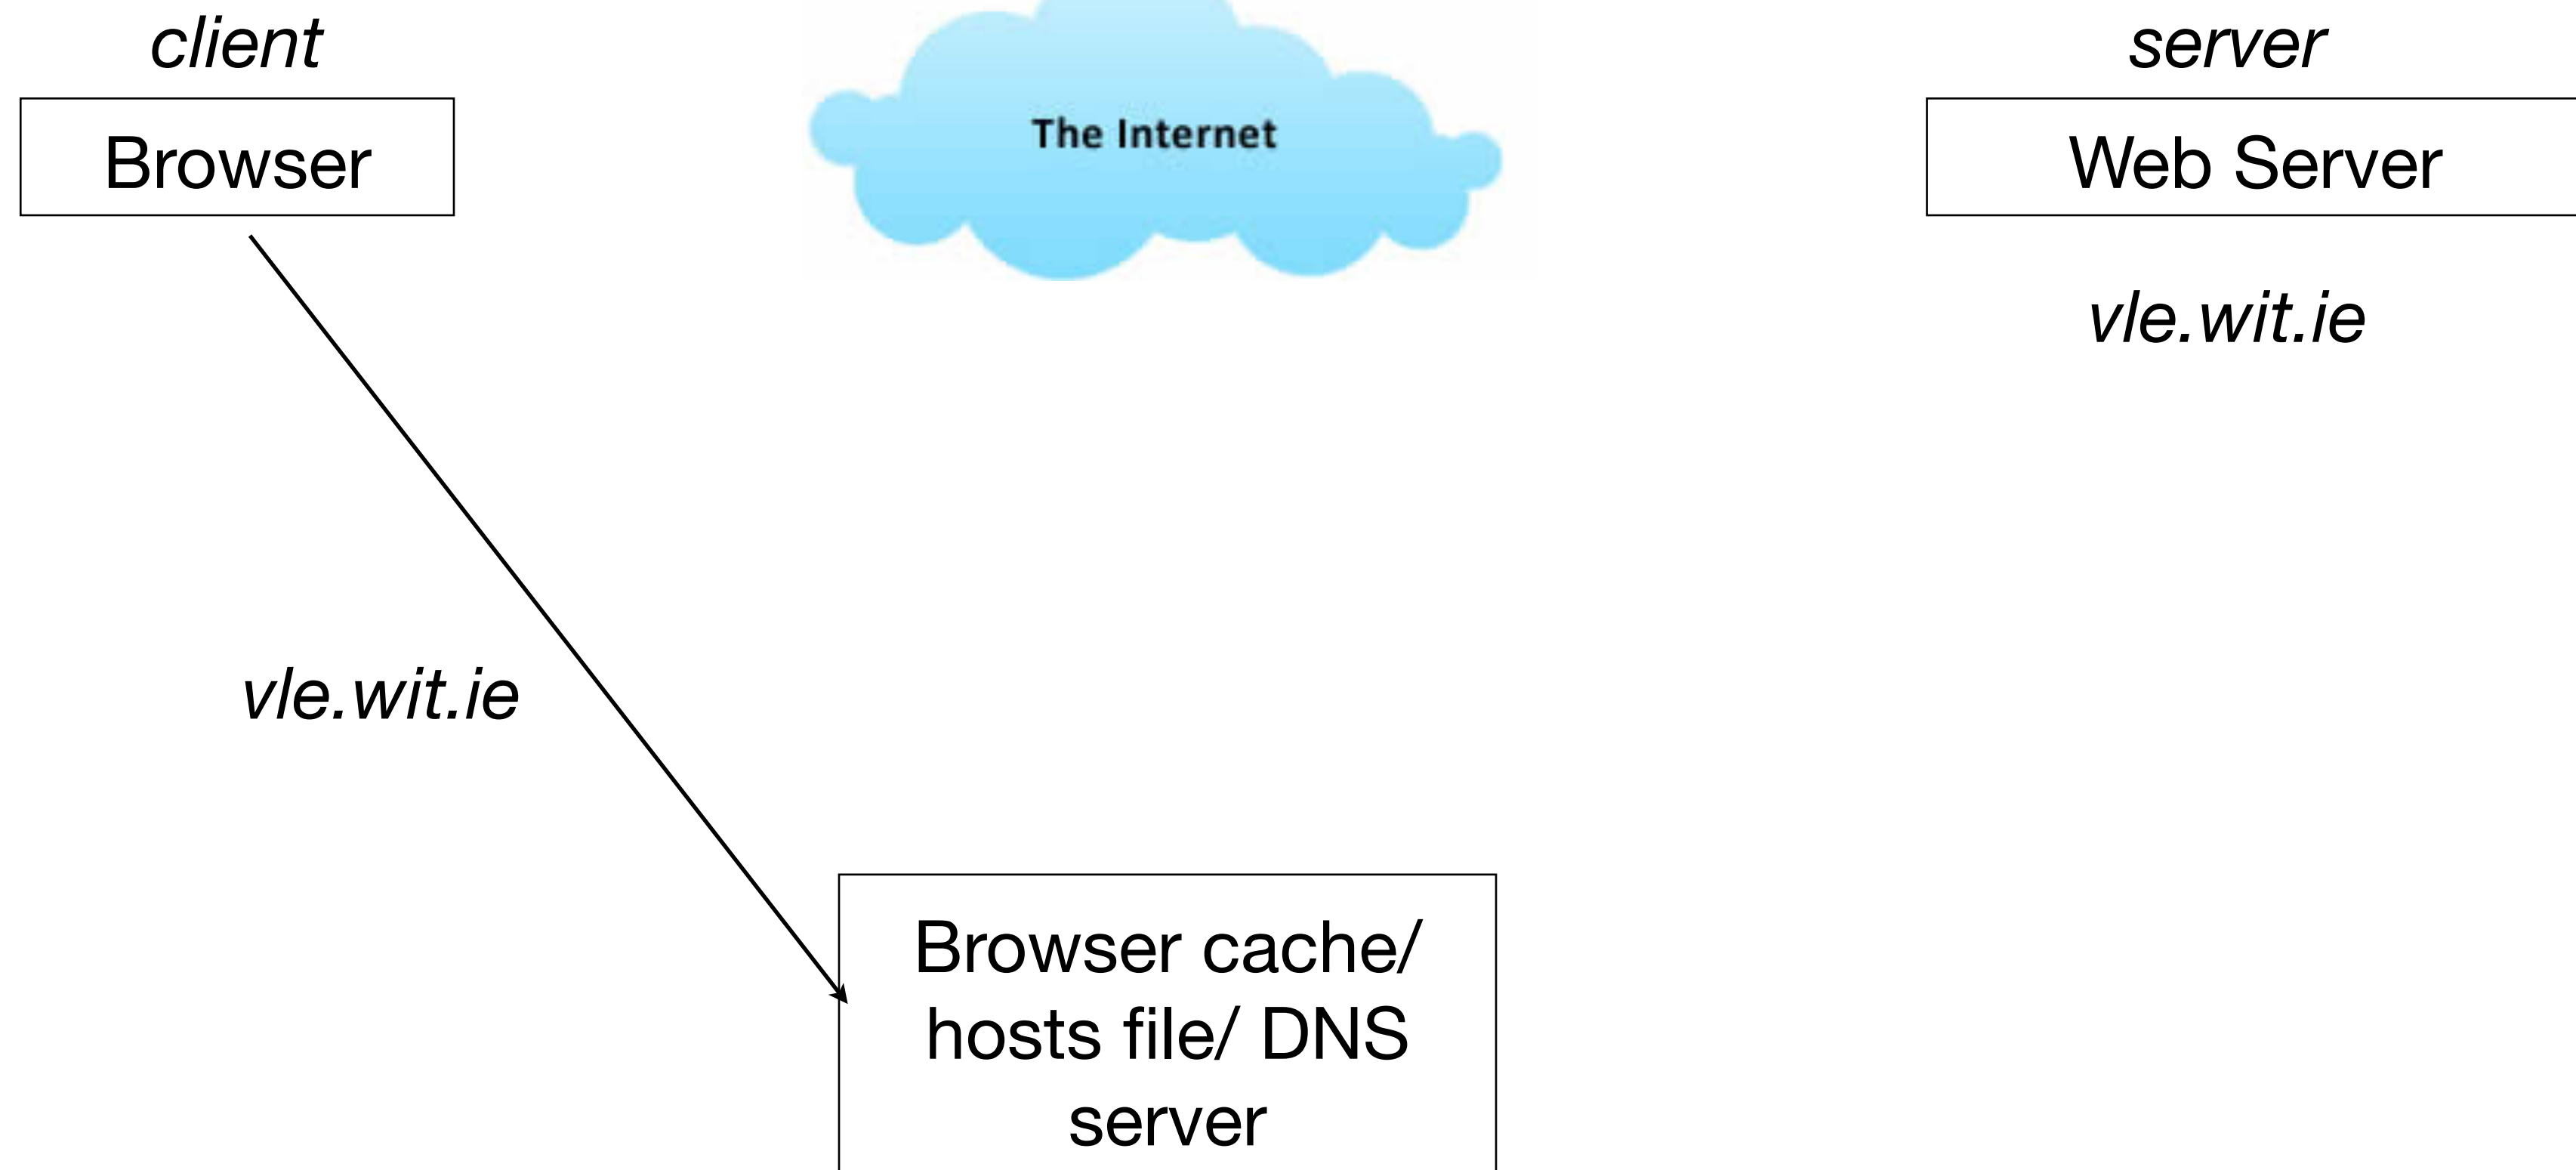 client
server
The Internet
Browser
Web Server
vle.wit.ie
vle.wit.ie
Browser cache/
hosts file/ DNS
server